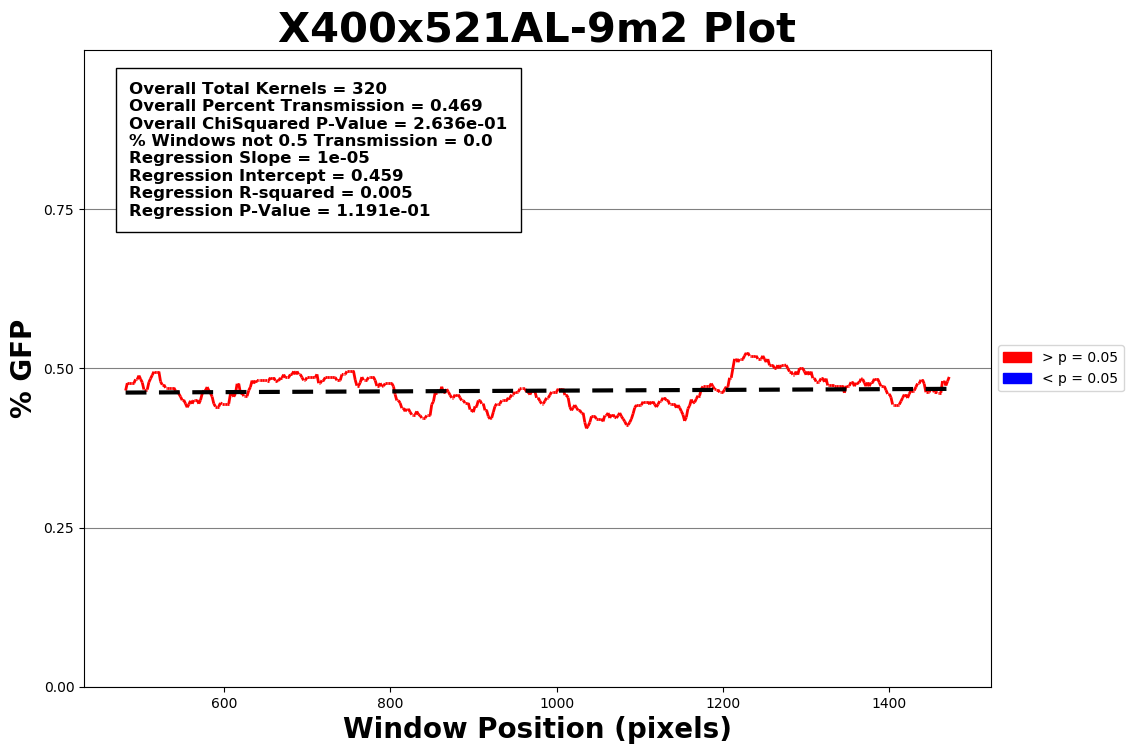 X400x521AL-9m2 Plot
Overall Total Kernels = 320
Overall Percent Transmission = 0.469
Overall ChiSquared P-Value = 2.636e-01
% Windows not 0.5 Transmission = 0.0
Regression Slope = 1e-05
Regression Intercept = 0.459
Regression R-squared = 0.005
Regression P-Value = 1.191e-01
0.75
0.50
0.25
0.00
% GFP
> p = 0.05
< p = 0.05
600 800 1000 1200 1400
Window Position (pixels)